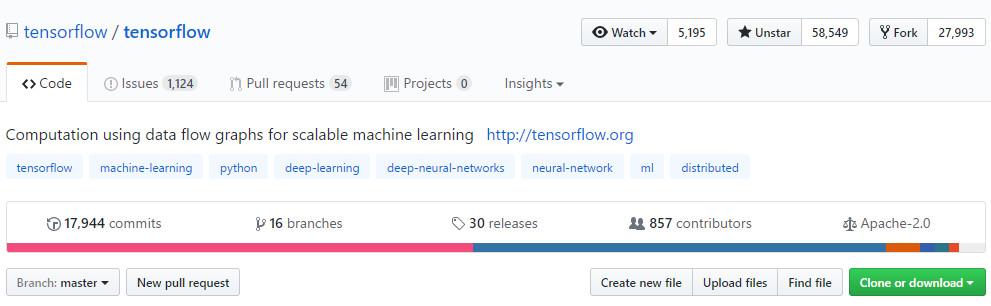 tensorflow / tensorflow Watch 5,195 Unstar 58,549 Fork 27,993
Code Issues 1,124 Pull requests 54 Projects 0 Insights
Computation using data flow graphs for scalable machine learning http://tensorflow.org
tensorflow machine-learning python deep-learning deep-neural-networks neural-network ml distributed
17,944 commits 16 branches 30 releases 857 contributors Apache-2.0
Branch: master New pull request Create new file Upload files Find file Clone or download